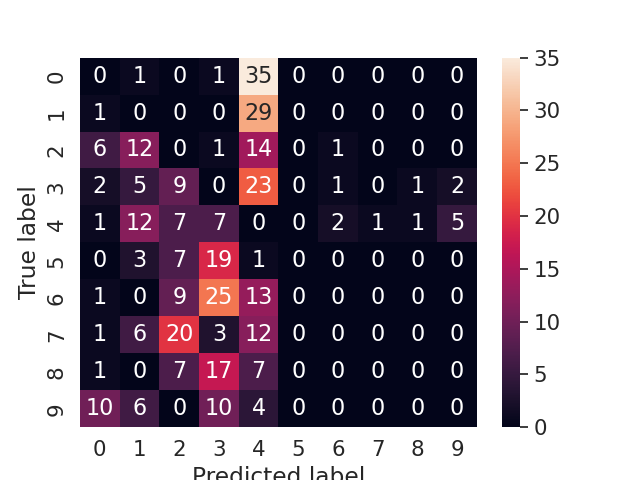 0 0 1 0 1 35 0 0 0 0 0
1 1 0 0 0 29 0 0 0 0 0
2 6 12 0 1 14 0 1 0 0 0
3 2 5 9 0 23 0 1 0 1 2
4 1 12 7 7 0 0 2 1 1 5
5 0 3 7 19 1 0 0 0 0 0
6 1 0 9 25 13 0 0 0 0 0
7 1 6 20 3 12 0 0 0 0 0
8 1 0 7 17 7 0 0 0 0 0
9 10 6 0 10 4 0 0 0 0 0
0 1 2 3 4 5 6 7 8 9
Predicted label
True label
35
30
25
20
15
10
5
0